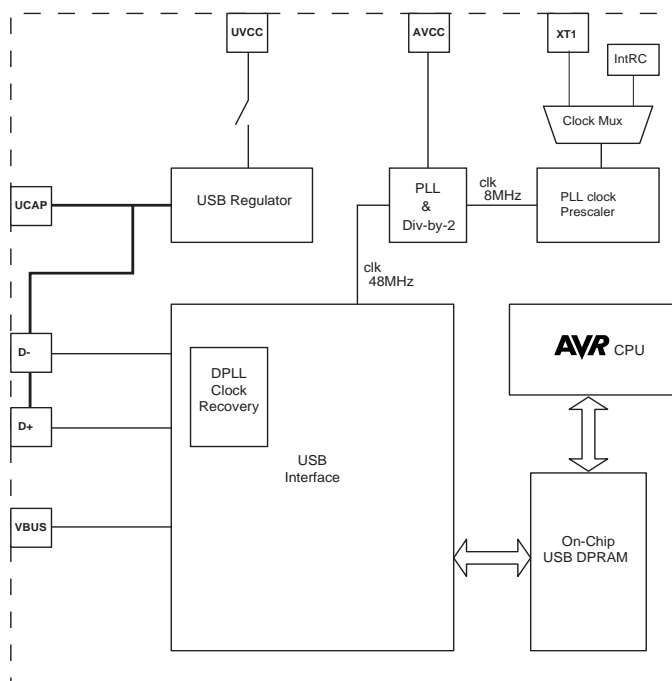 UVCC
AVCC
XT1
IntRC
Clock Mux
UCAP
USB Regulator
PLL
&
Div-by-2
clk
8MHz
PLL clock
Prescaler
clk
48MHz
D-
D+
VBUS
DPLL
Clock
Recovery
USB
Interface
AVR CPU
On-Chip
USB DPRAM